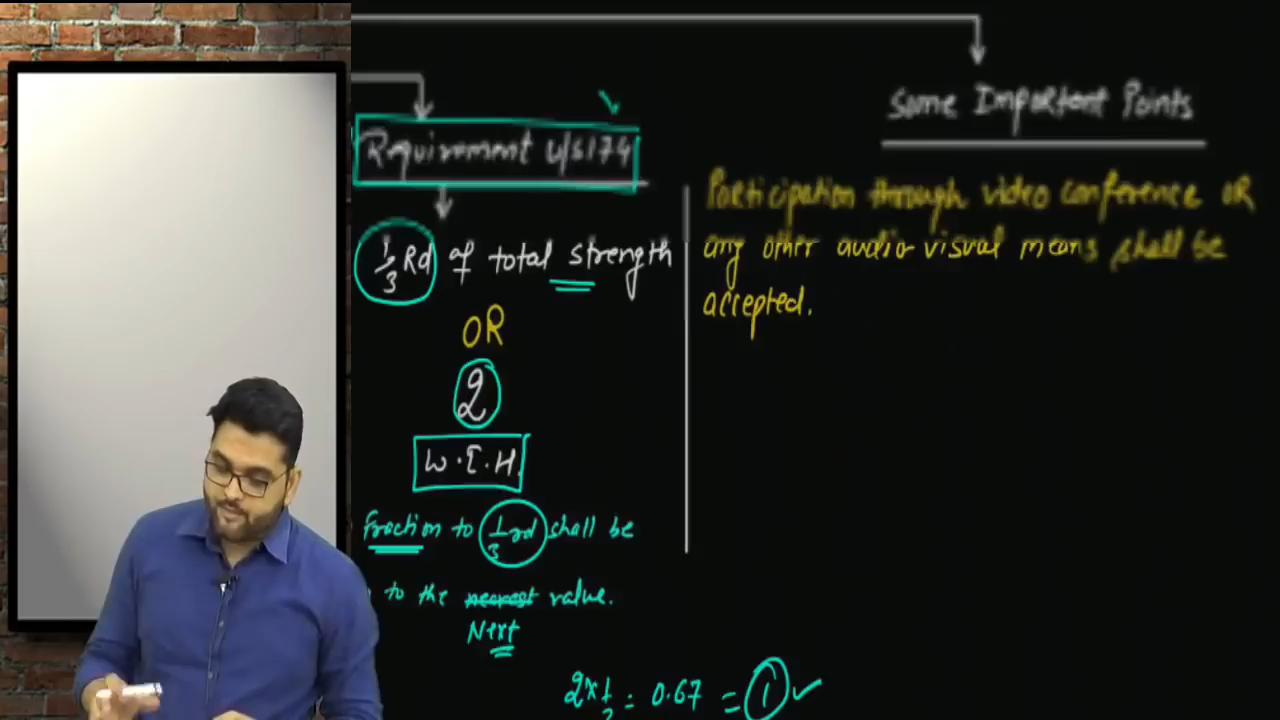 Requirement u/s 174
1/3 Rd of total strength
OR
2
W.E.H.
Fraction to 1/3 rd shall be
to the nearest value.
Next
2 x 1/3 = 0.67 = 1 ✓
Some Important Points
Participation through video conference OR
any other audio visual means shall be
accepted.